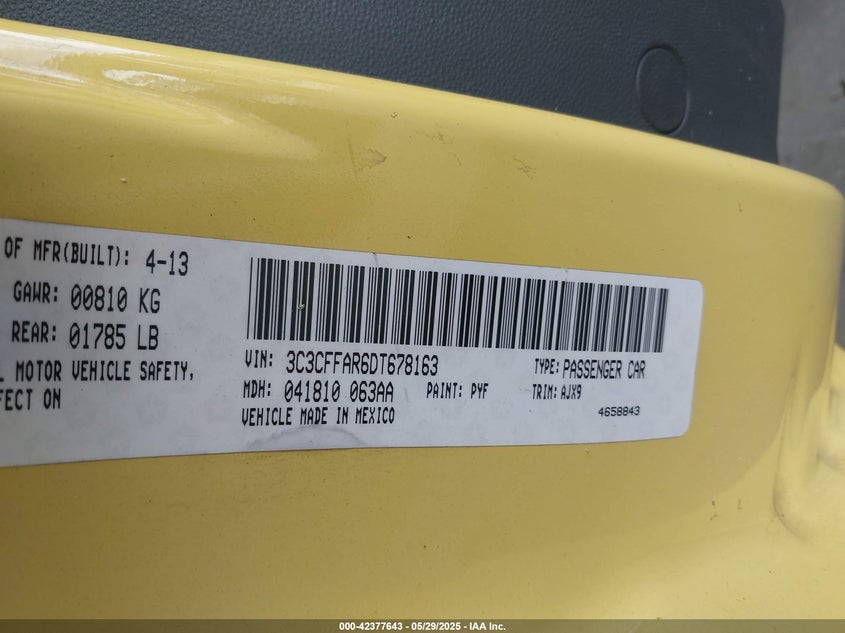 OF MFR(BUILT): 4-13
GAWR: 00810 KG
REAR: 01785 LB
MOTOR VEHICLE SAFETY,
ON
VIN: 3C3CFFAR6DT678163
TYPE: PASSENGER CAR
MDH: 041810 063AA
PAINT: PYF
TRIM: AJX9
VEHICLE MADE IN MEXICO
4658843
000-42377643 - 05/29/2025 - IAA Inc.